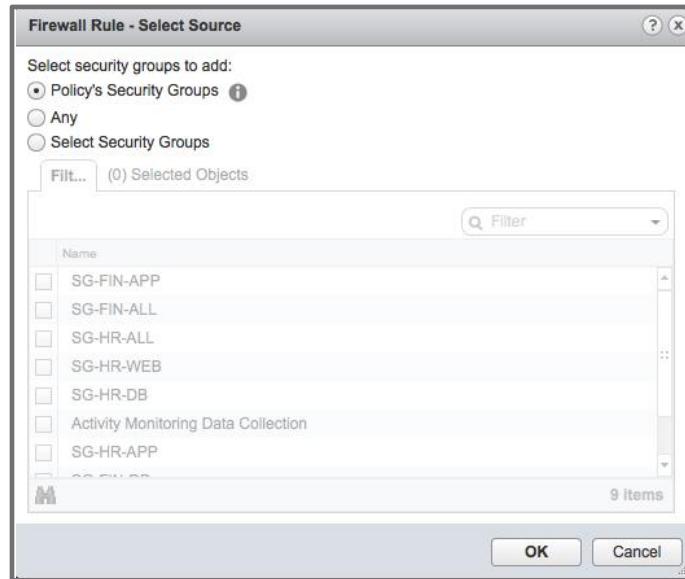 Firewall Rule - Select Source
Select security groups to add:
Policy's Security Groups
Any
Select Security Groups
Filt... (0) Selected Objects
Filter
Name
SG-FIN-APP
SG-FIN-ALL
SG-HR-ALL
SG-HR-WEB
SG-HR-DB
Activity Monitoring Data Collection
SG-HR-APP
9 items
OK Cancel